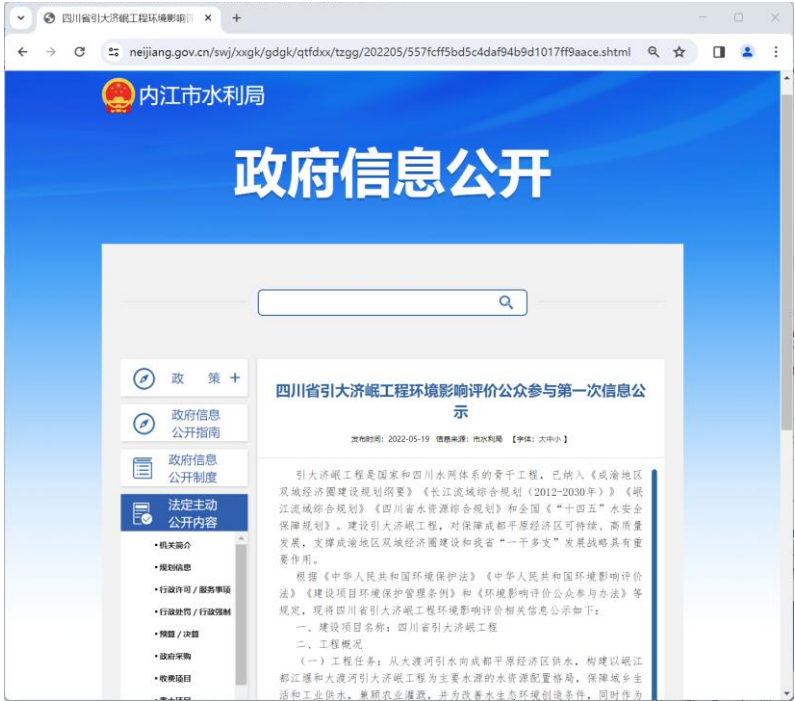 四川省引大济岷工程环境影响评
neijiang.gov.cn/swj/xxgk/gdgk/qtfdxx/tzgg/202205/557fcff5bd5c4daf94b9d1017ff9aace.shtml
内江市水利局
政府信息公开
政 策 +
政府信息
公开指南
政府信息
公开制度
法定主动
公开内容
•机关简介
•规划信息
•行政许可 / 服务事项
•行政处罚 / 行政强制
•预算 / 决算
•政府采购
•收费项目
四川省引大济岷工程环境影响评价公众参与第一次信息公
示
发布时间：2022-05-19 信息来源：市水利局 【字体：大中小 】
引大济岷工程是国家和四川水网体系的骨干工程，已纳入《成渝地区
双城经济圈建设规划纲要》《长江流域综合规划（2012-2030年）》《岷
江流域综合规划》《四川省水资源综合规划》和全国《“十四五”水安全
保障规划》。建设引大济岷工程，对保障成都平原经济区可持续、高质量
发展，支撑成渝地区双城经济圈建设和我省“一干多支”发展战略具有重
要作用。
根据《中华人民共和国环境保护法》《中华人民共和国环境影响评价
法》《建设项目环境保护管理条例》和《环境影响评价公众参与办法》等
规定，现将四川省引大济岷工程环境影响评价相关信息公示如下：
一、建设项目名称：四川省引大济岷工程
二、工程概况
（一）工程任务：从大渡河引水向成都平原经济区供水，构建以岷江
都江堰和大渡河引大济岷工程为主要水源的水资源配置格局，保障城乡生
活和工业供水，兼顾农业灌溉，并为改善水生态环境创造条件，同时作为